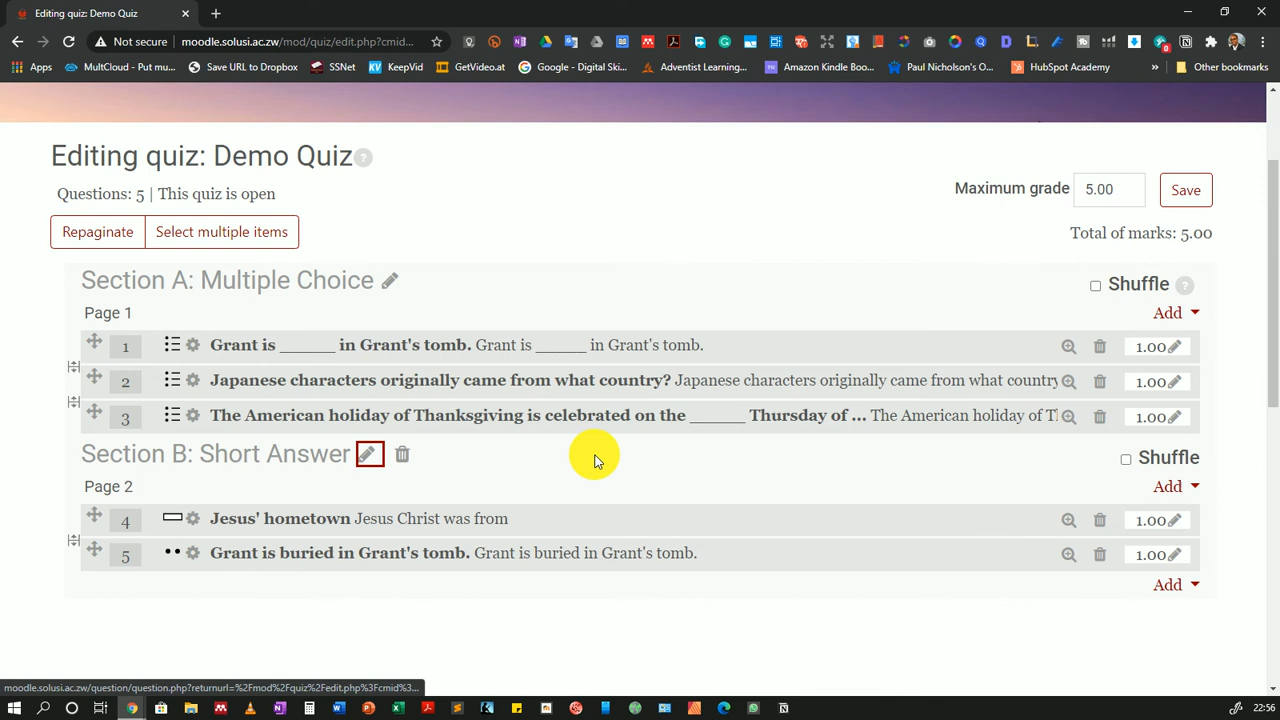 Editing quiz: Demo Quiz
Not secure moodle.solusi.ac.zw/mod/quiz/edit.php?cmid...
Apps MultCloud - Put mu... Save URL to Dropbox SSNet KeepVid GetVideo.at Google - Digital Ski... Adventist Learning... Amazon Kindle Boo... Paul Nicholson's O... HubSpot Academy » Other bookmarks
Editing quiz: Demo Quiz
Maximum grade 5.00 Save
Questions: 5 | This quiz is open
Repaginate Select multiple items Total of marks: 5.00
Section A: Multiple Choice Shuffle
Page 1 Add
1 Grant is ______ in Grant's tomb. Grant is ______ in Grant's tomb. 1.00
2 Japanese characters originally came from what country? Japanese characters originally came from what country 1.00
3 The American holiday of Thanksgiving is celebrated on the ______ Thursday of ... The American holiday of Tl 1.00
Section B: Short Answer Shuffle
Page 2 Add
4 Jesus' hometown Jesus Christ was from 1.00
5 Grant is buried in Grant's tomb. Grant is buried in Grant's tomb. 1.00
Add
moodle.solusi.ac.zw/question/question.php?returnurl=%2Fmod%2Fquiz%2Fedit.php%3Fcmid%3...
22:56